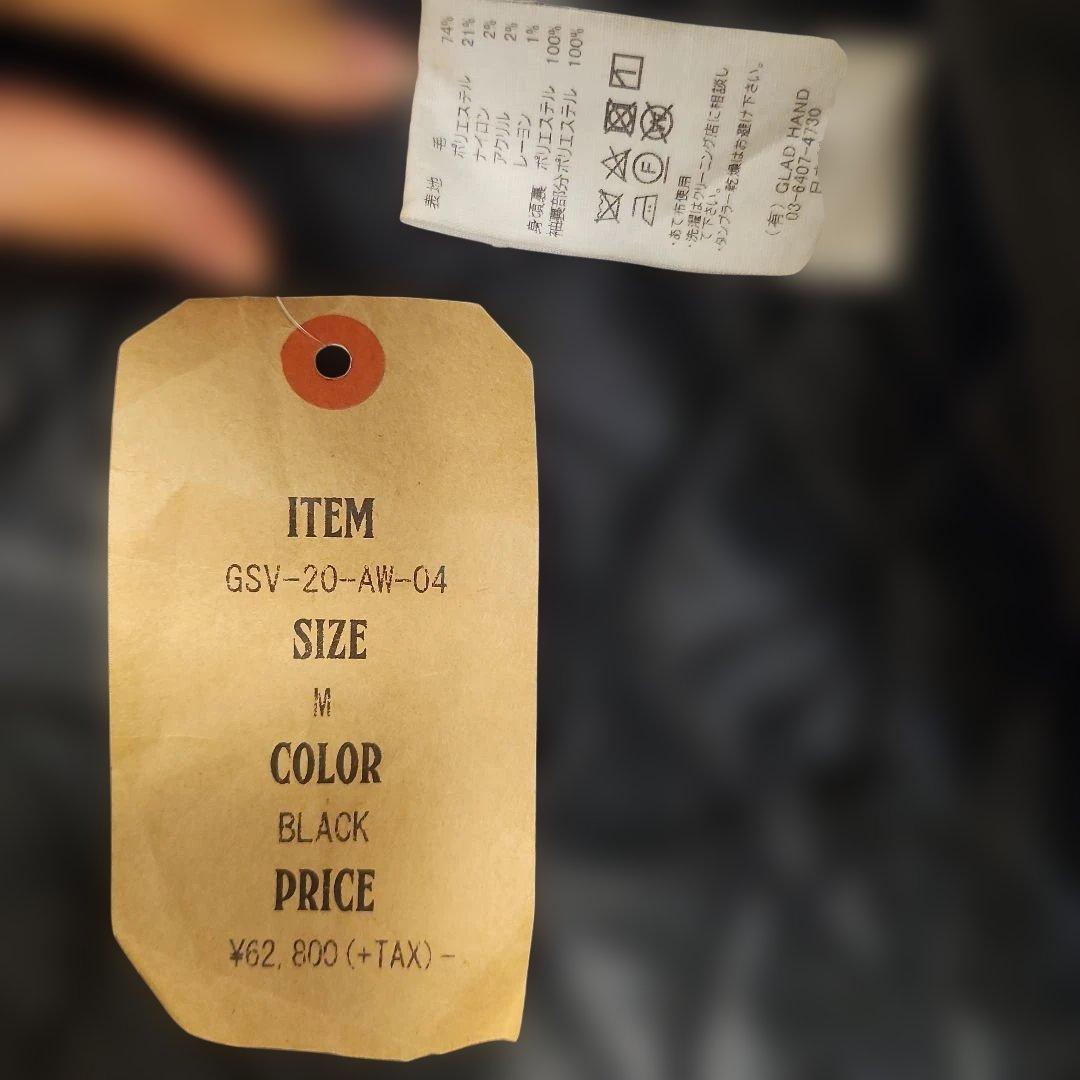 表地 毛 74%
ポリエステル 21%
ナイロン 2%
アクリル 2%
レーヨン 1%
身頃裏 ポリエステル 100%
袖裏部分 ポリエステル 100%
・あて布使用
・洗濯はクリーニング店に相談し
て下さい。
・タンブラー乾燥はお避け下さい。
(有) GLAD HAND
03-6407-4730
ITEM
GSV-20-AW-04
SIZE
M
COLOR
BLACK
PRICE
¥62,800(+TAX)-